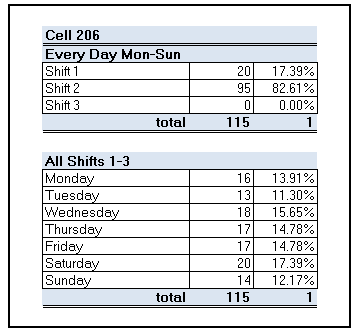 Cell 206
Every Day Mon-Sun
Shift 1 20 17.39%
Shift 2 95 82.61%
Shift 3 0 0.00%
total 115 1
All Shifts 1-3
Monday 16 13.91%
Tuesday 13 11.30%
Wednesday 18 15.65%
Thursday 17 14.78%
Friday 17 14.78%
Saturday 20 17.39%
Sunday 14 12.17%
total 115 1